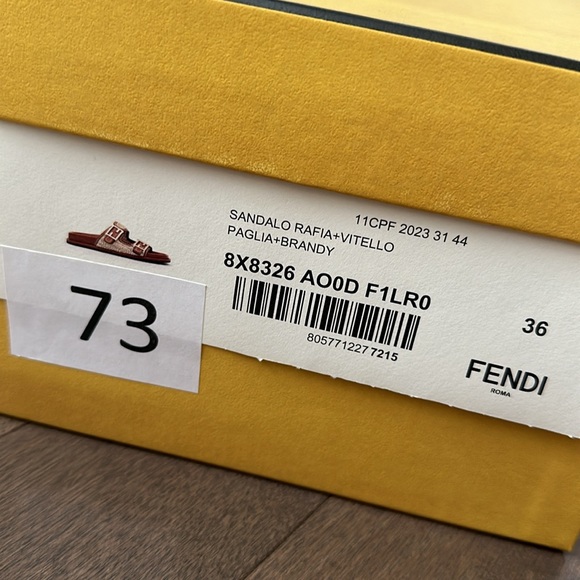 11CPF 2023 31 44
SANDALO RAFIA+VITELLO
PAGLIA+BRANDY
8X8326 AO0D F1LR0
8057712277215
36
FENDI
ROMA
73